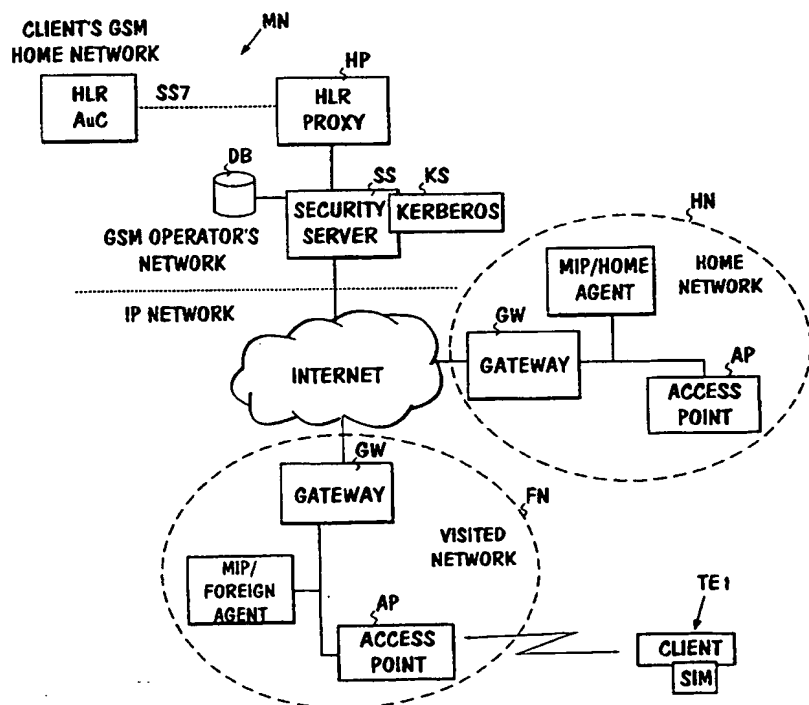 CLIENT'S GSM
HOME NETWORK
MN
HLR
AuC
SS7
HP
HLR
PROXY
DB
SS
KS
SECURITY
SERVER
KERBEROS
GSM OPERATOR'S
NETWORK
IP NETWORK
INTERNET
HN
MIP/HOME
AGENT
HOME
NETWORK
GW
GATEWAY
AP
ACCESS
POINT
GW
GATEWAY
FN
VISITED
NETWORK
MIP/
FOREIGN
AGENT
AP
ACCESS
POINT
TE1
CLIENT
SIM